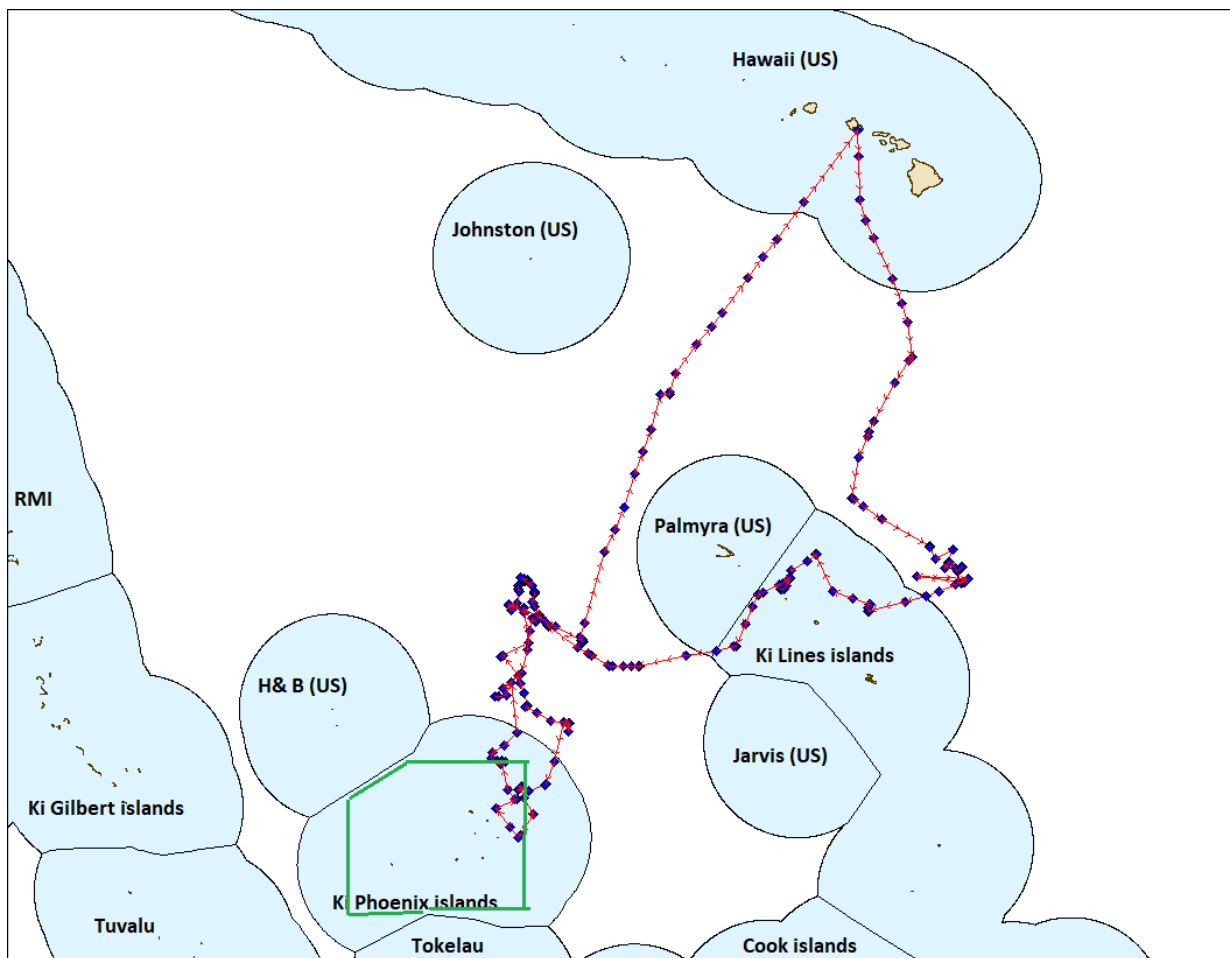 Hawaii (US)
Johnston (US)
RMI
Palmyra (US)
Ki Lines islands
H& B (US)
Jarvis (US)
Ki Gilbert islands
Ki Phoenix islands
Tuvalu
Tokelau
Cook islands